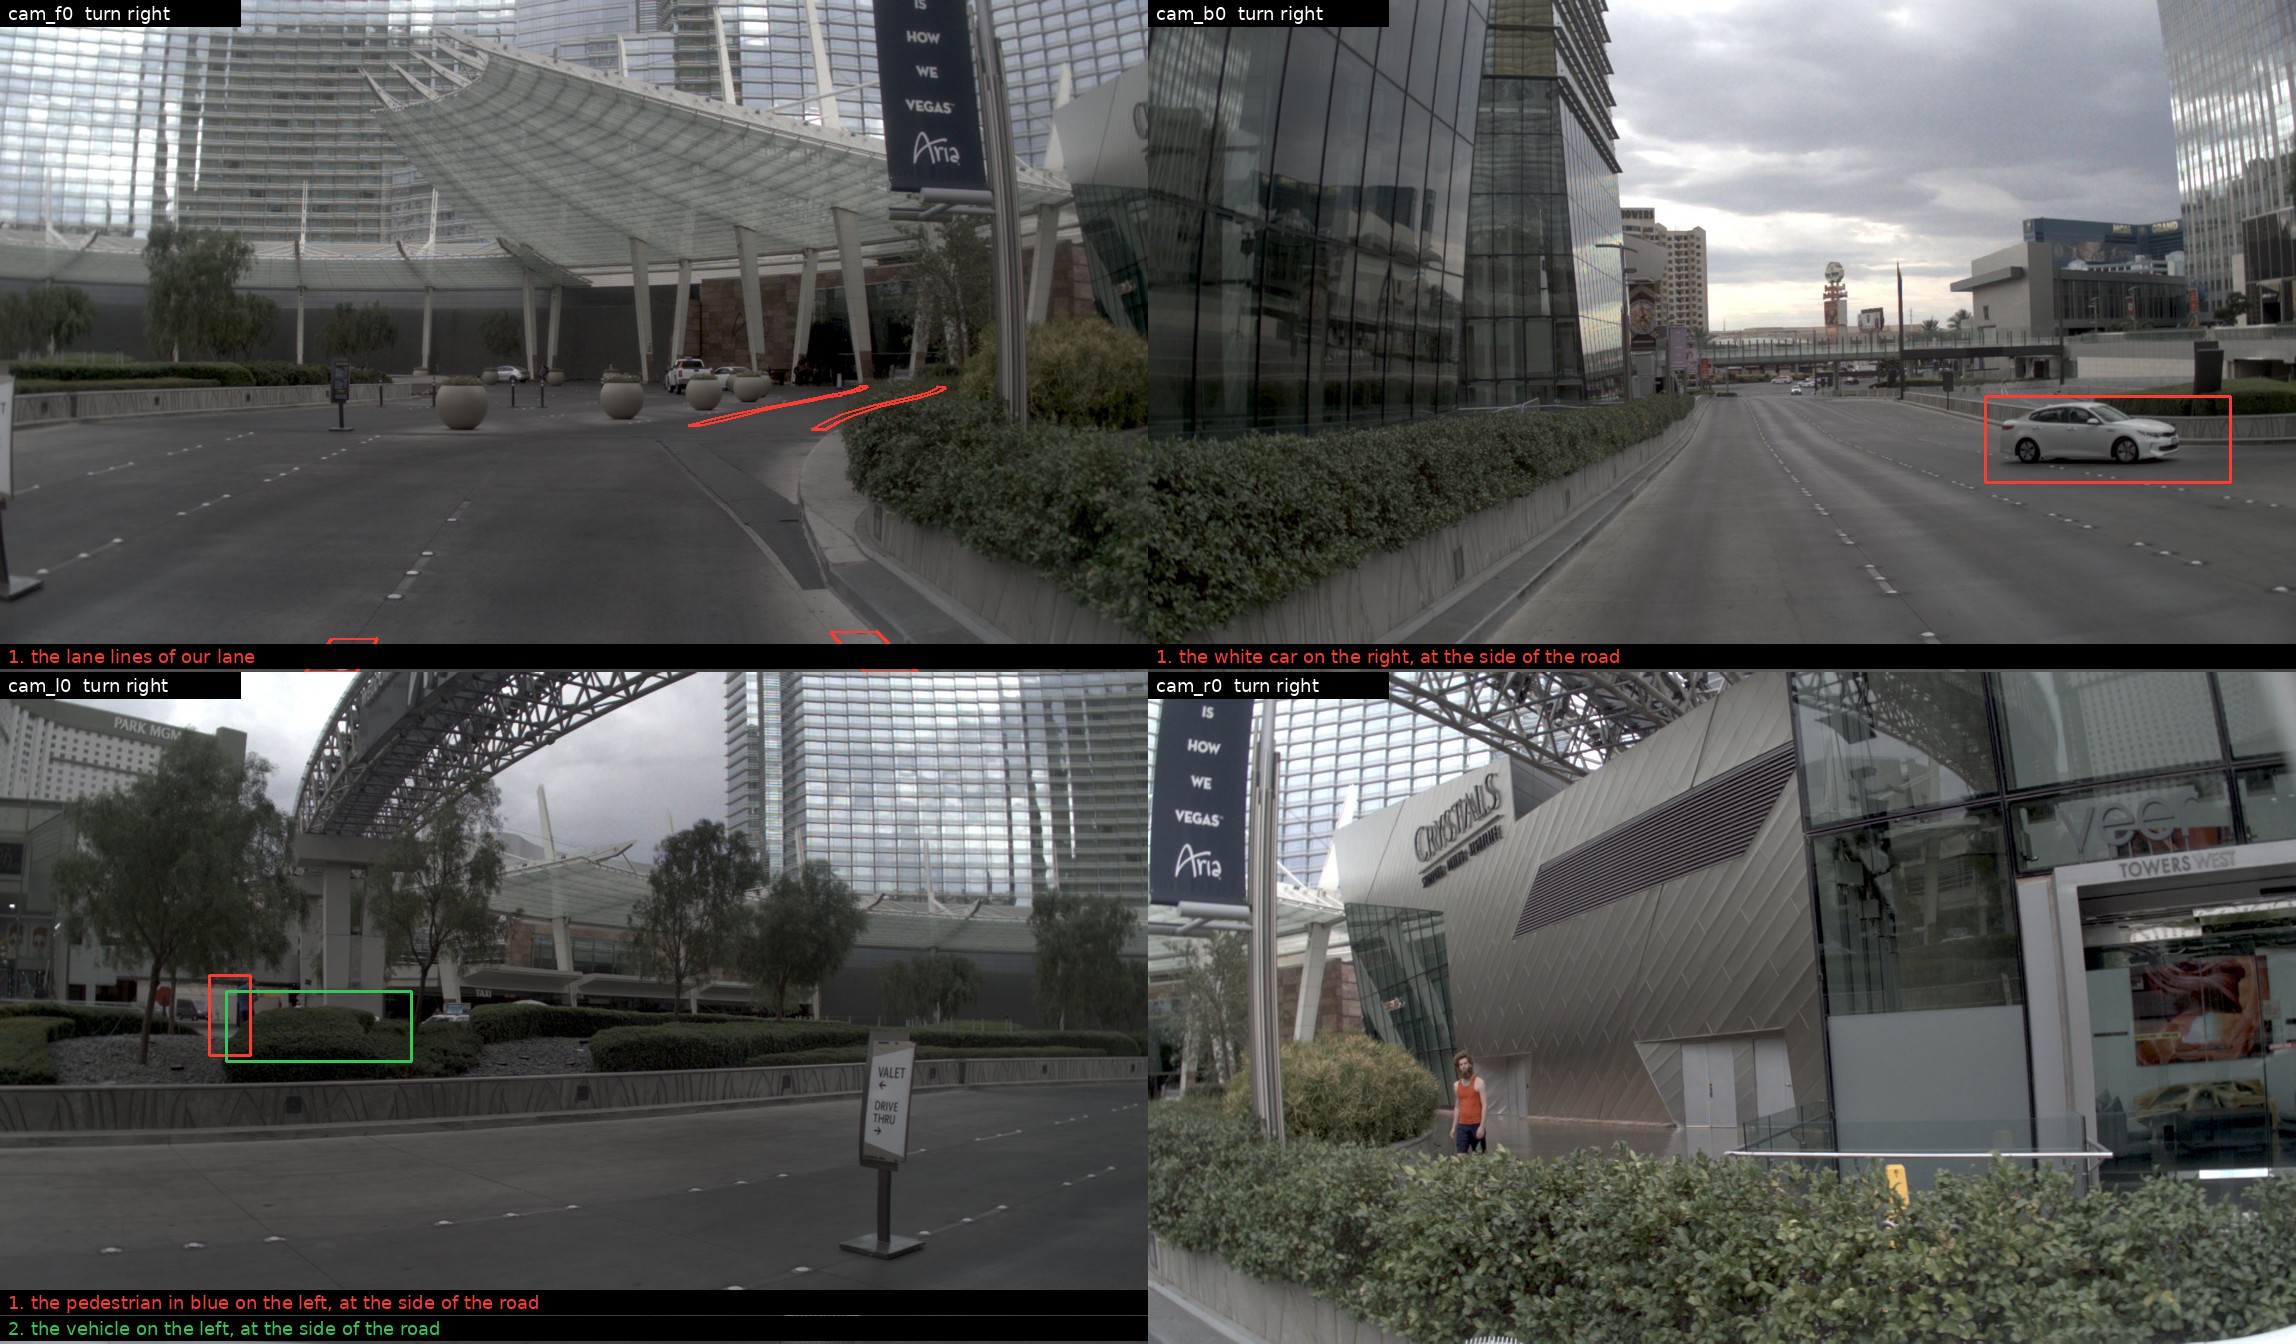 cam_f0 turn right
IS
HOW
WE
VEGAS
Aria
1. the lane lines of our lane
cam_b0 turn right
1. the white car on the right, at the side of the road
cam_l0 turn right
PARK MGM
TAXI
VALET
←
DRIVE
THRU
→
1. the pedestrian in blue on the left, at the side of the road
2. the vehicle on the left, at the side of the road
cam_r0 turn right
IS
HOW
WE
VEGAS
Aria
CRYSTALS
veer
TOWERS WEST